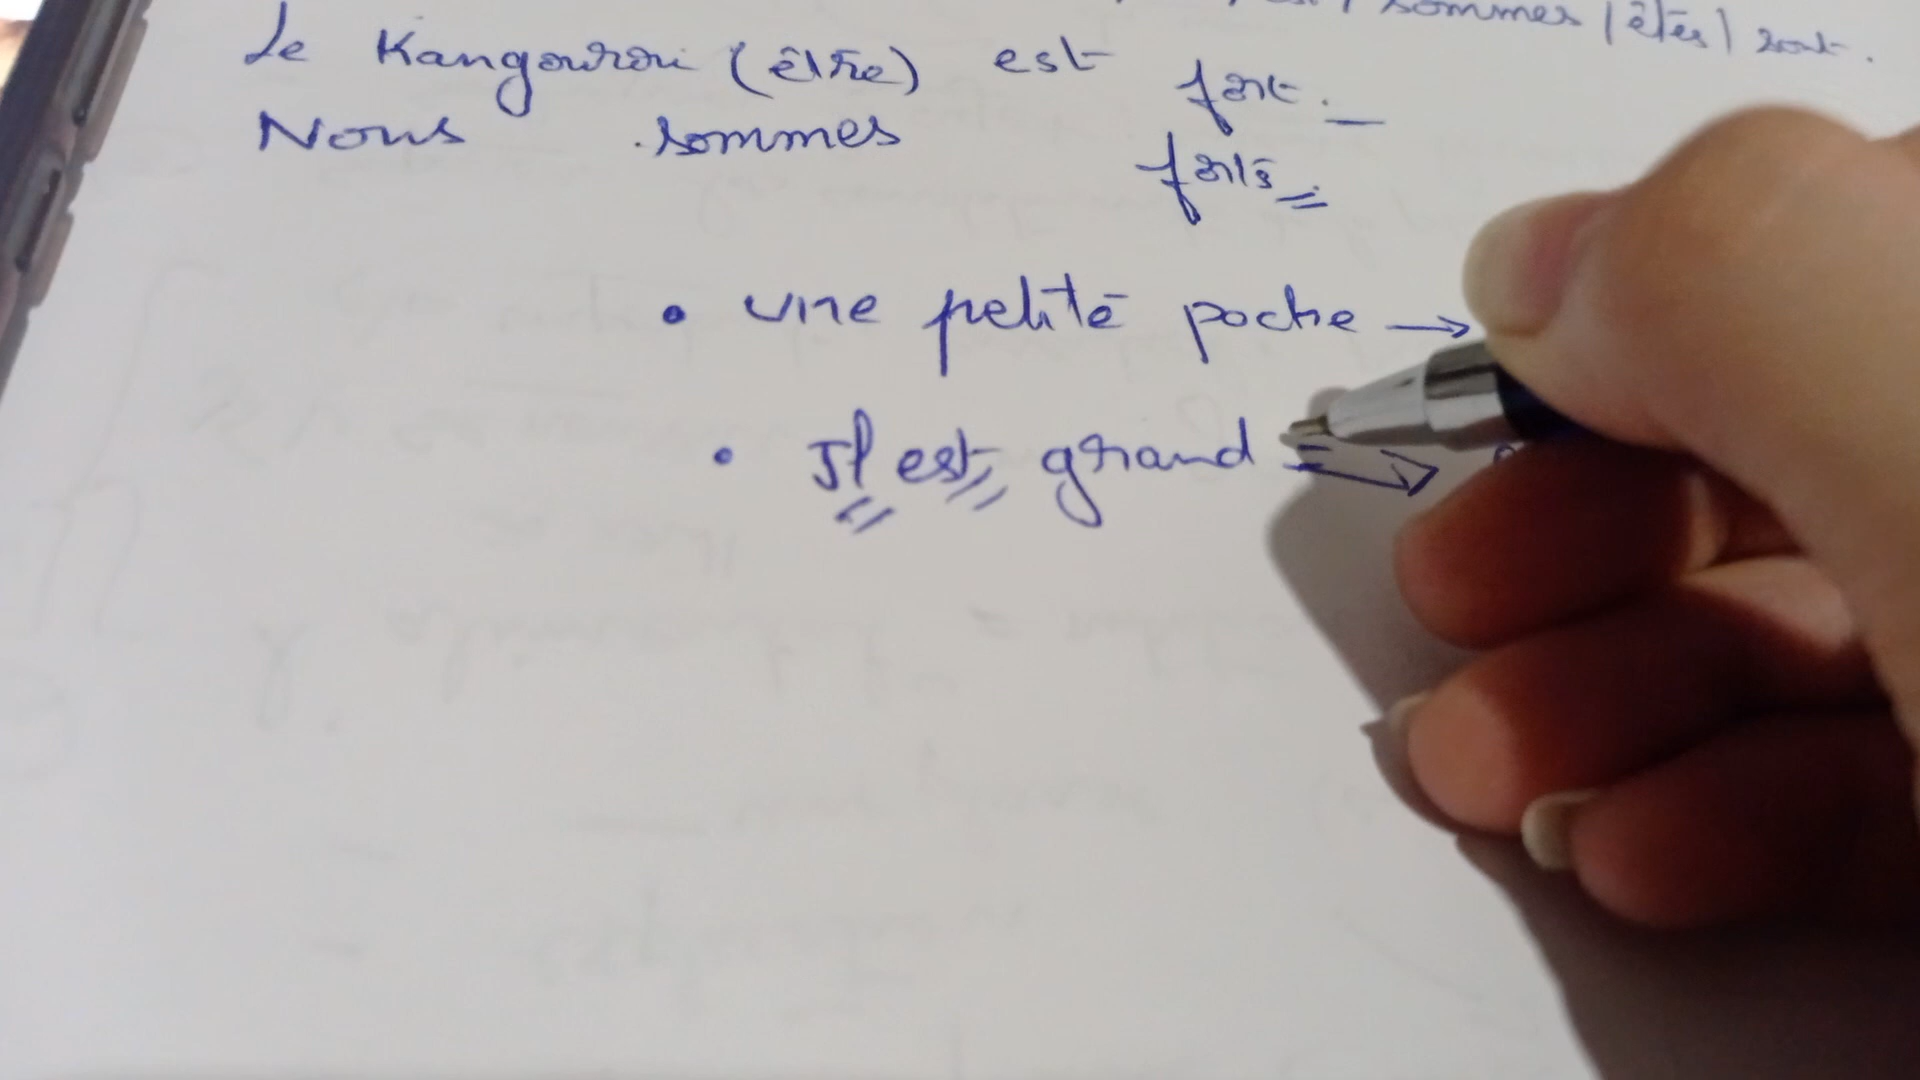 sommes / êtes / sont.
Le Kangourou (être) est fort.
Nous sommes forts.
• une petite poche →
• Il est grand →